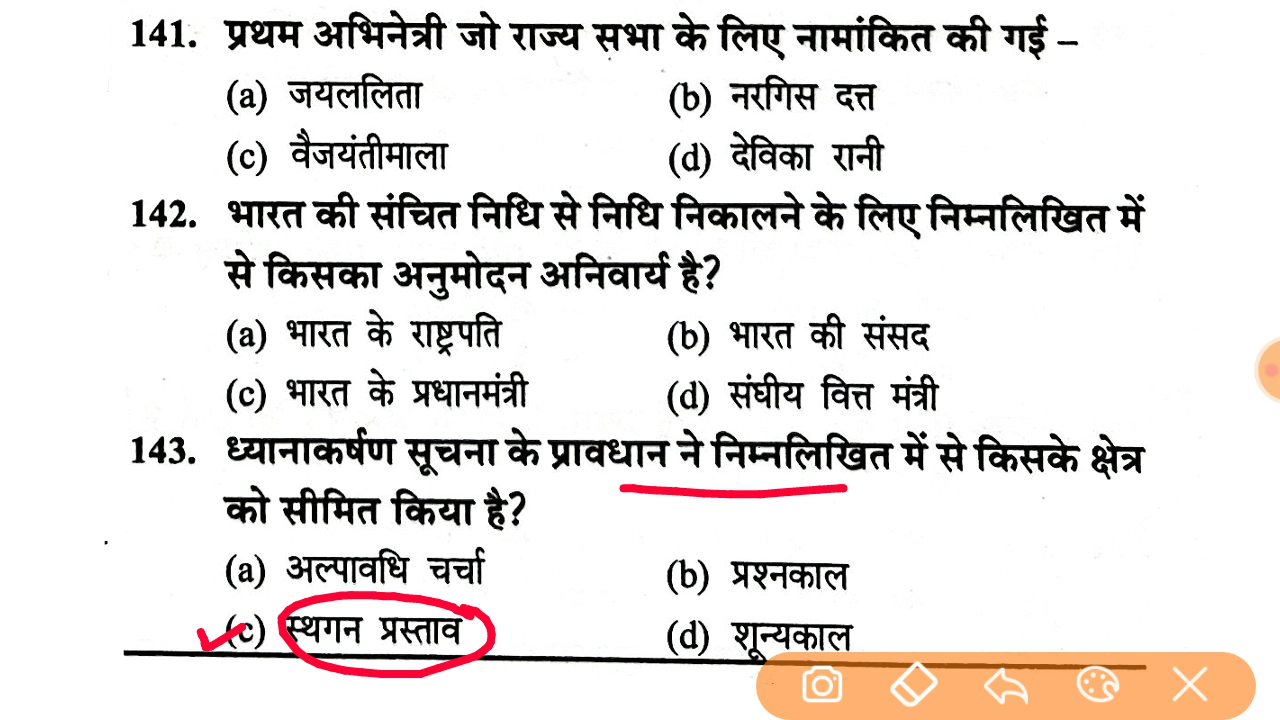 141. प्रथम अभिनेत्री जो राज्य सभा के लिए नामांकित की गई –
(a) जयललिता (b) नरगिस दत्त
(c) वैजयंतीमाला (d) देविका रानी
142. भारत की संचित निधि से निधि निकालने के लिए निम्नलिखित में
से किसका अनुमोदन अनिवार्य है?
(a) भारत के राष्ट्रपति (b) भारत की संसद
(c) भारत के प्रधानमंत्री (d) संघीय वित्त मंत्री
143. ध्यानाकर्षण सूचना के प्रावधान ने निम्नलिखित में से किसके क्षेत्र
को सीमित किया है?
(a) अल्पावधि चर्चा (b) प्रश्नकाल
(c) स्थगन प्रस्ताव (d) शून्यकाल